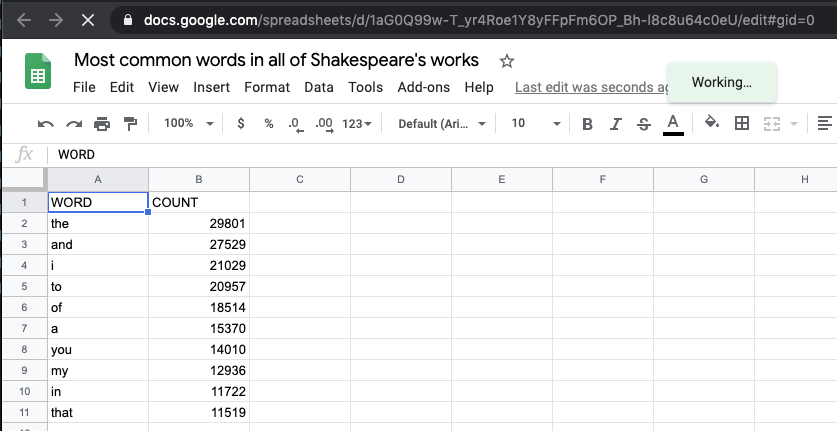 docs.google.com/spreadsheets/d/1aG0Q99w-T_yr4Roe1Y8yFFpFm6OP_Bh-I8c8u64c0eU/edit#gid=0
Most common words in all of Shakespeare's works
File Edit View Insert Format Data Tools Add-ons Help Last edit was seconds ag
Working...
100% $ % .0 .00 123 Default (Ari... 10 B I S A
fx WORD
A B C D E F G H
1 WORD COUNT
2 the 29801
3 and 27529
4 i 21029
5 to 20957
6 of 18514
7 a 15370
8 you 14010
9 my 12936
10 in 11722
11 that 11519